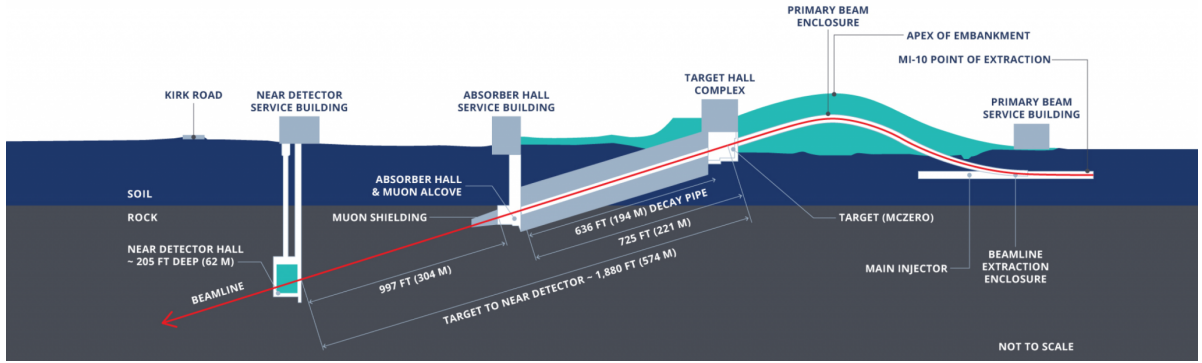 PRIMARY BEAM
ENCLOSURE
APEX OF EMBANKMENT
MI-10 POINT OF EXTRACTION
KIRK ROAD
NEAR DETECTOR
SERVICE BUILDING
ABSORBER HALL
SERVICE BUILDING
TARGET HALL
COMPLEX
PRIMARY BEAM
SERVICE BUILDING
ABSORBER HALL
& MUON ALCOVE
SOIL
ROCK
MUON SHIELDING
636 FT (194 M) DECAY PIPE
725 FT (221 M)
TARGET (MCZERO)
NEAR DETECTOR HALL
~ 205 FT DEEP (62 M)
BEAMLINE
997 FT (304 M)
TARGET TO NEAR DETECTOR ~ 1,880 FT (574 M)
MAIN INJECTOR
BEAMLINE
EXTRACTION
ENCLOSURE
NOT TO SCALE